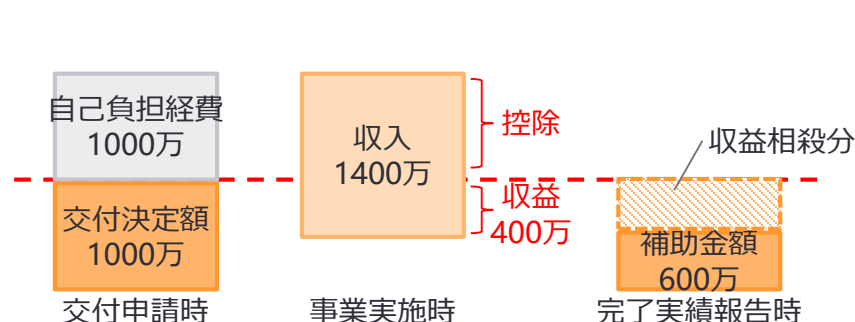 自己負担経費
1000万
交付決定額
1000万
交付申請時
収入
1400万
控除
収益
400万
事業実施時
収益相殺分
補助金額
600万
完了実績報告時